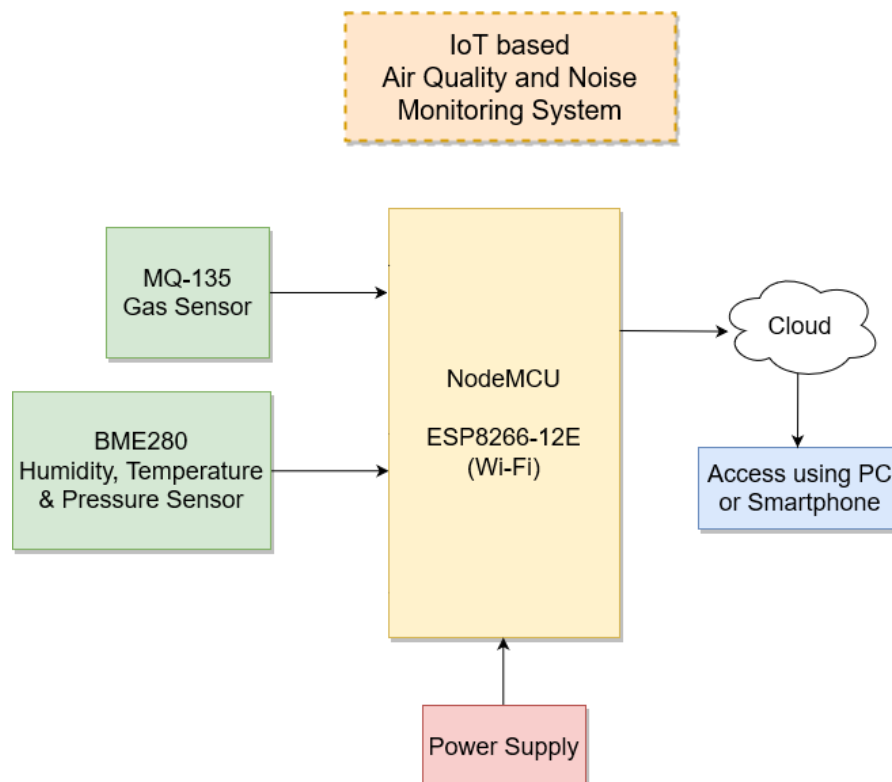 IoT based
Air Quality and Noise
Monitoring System
MQ-135
Gas Sensor
BME280
Humidity, Temperature
& Pressure Sensor
NodeMCU
ESP8266-12E
(Wi-Fi)
Cloud
Access using PC
or Smartphone
Power Supply